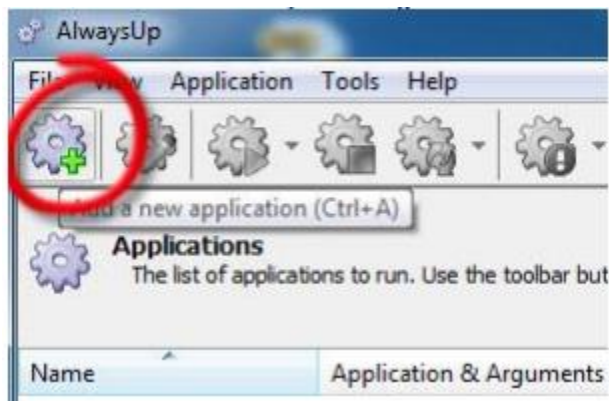 AlwaysUp
File View Application Tools Help
Add a new application (Ctrl+A)
Applications
The list of applications to run. Use the toolbar but
Name Application & Arguments